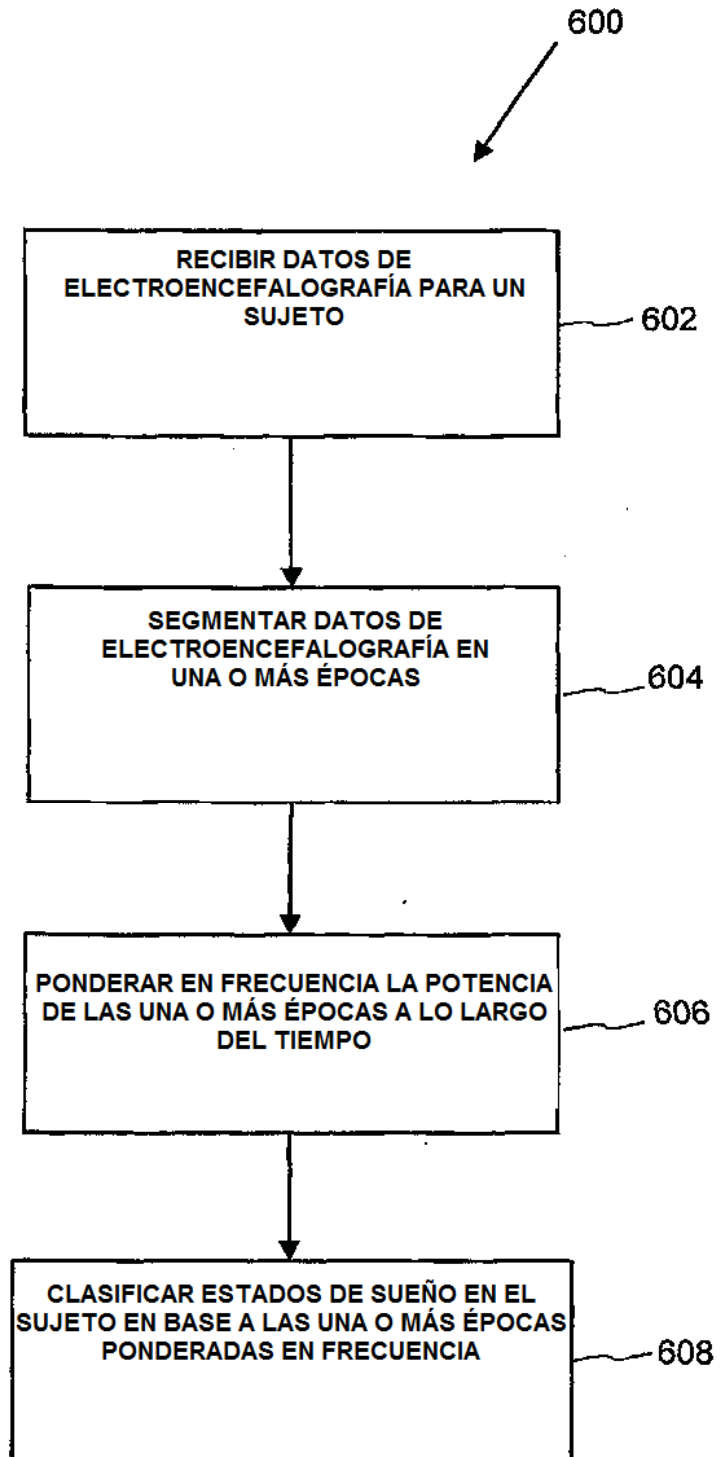 600
RECIBIR DATOS DE
ELECTROENCEFALOGRAFÍA PARA UN
SUJETO
602
SEGMENTAR DATOS DE
ELECTROENCEFALOGRAFÍA EN
UNA O MÁS ÉPOCAS
604
PONDERAR EN FRECUENCIA LA POTENCIA
DE LAS UNA O MÁS ÉPOCAS A LO LARGO
DEL TIEMPO
606
CLASIFICAR ESTADOS DE SUEÑO EN EL
SUJETO EN BASE A LAS UNA O MÁS ÉPOCAS
PONDERADAS EN FRECUENCIA
608